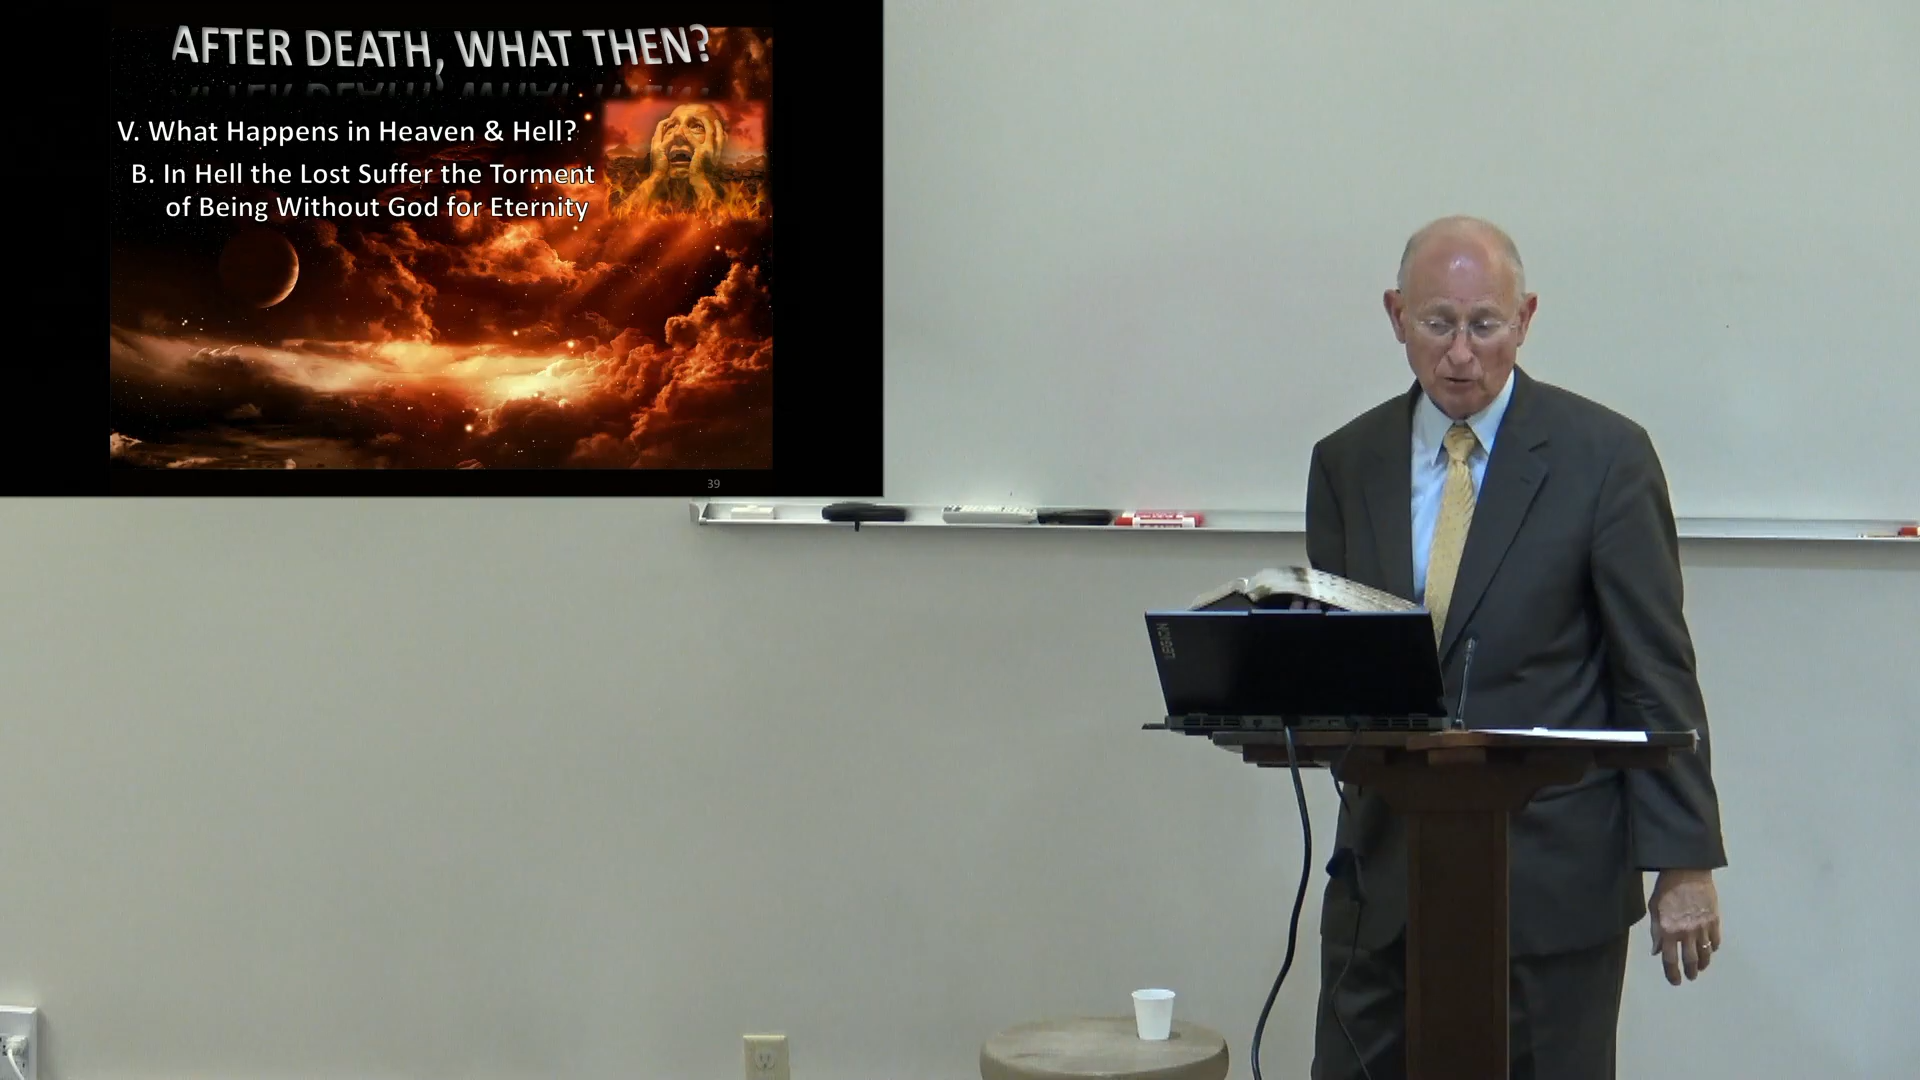 AFTER DEATH, WHAT THEN?
V. What Happens in Heaven & Hell?
B. In Hell the Lost Suffer the Torment
of Being Without God for Eternity
39
LEGION